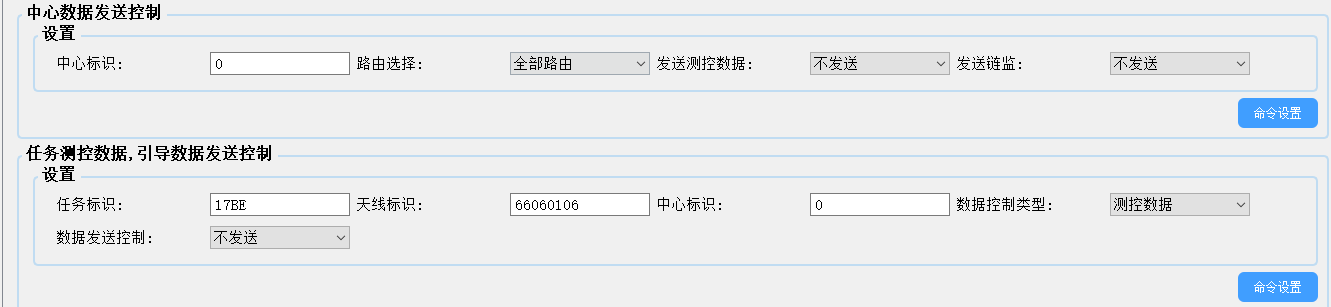 中心数据发送控制
设置
中心标识: 0 路由选择: 全部路由 发送测控数据: 不发送 发送链监: 不发送
命令设置
任务测控数据,引导数据发送控制
设置
任务标识: 17BE 天线标识: 66060106 中心标识: 0 数据控制类型: 测控数据
数据发送控制: 不发送
命令设置